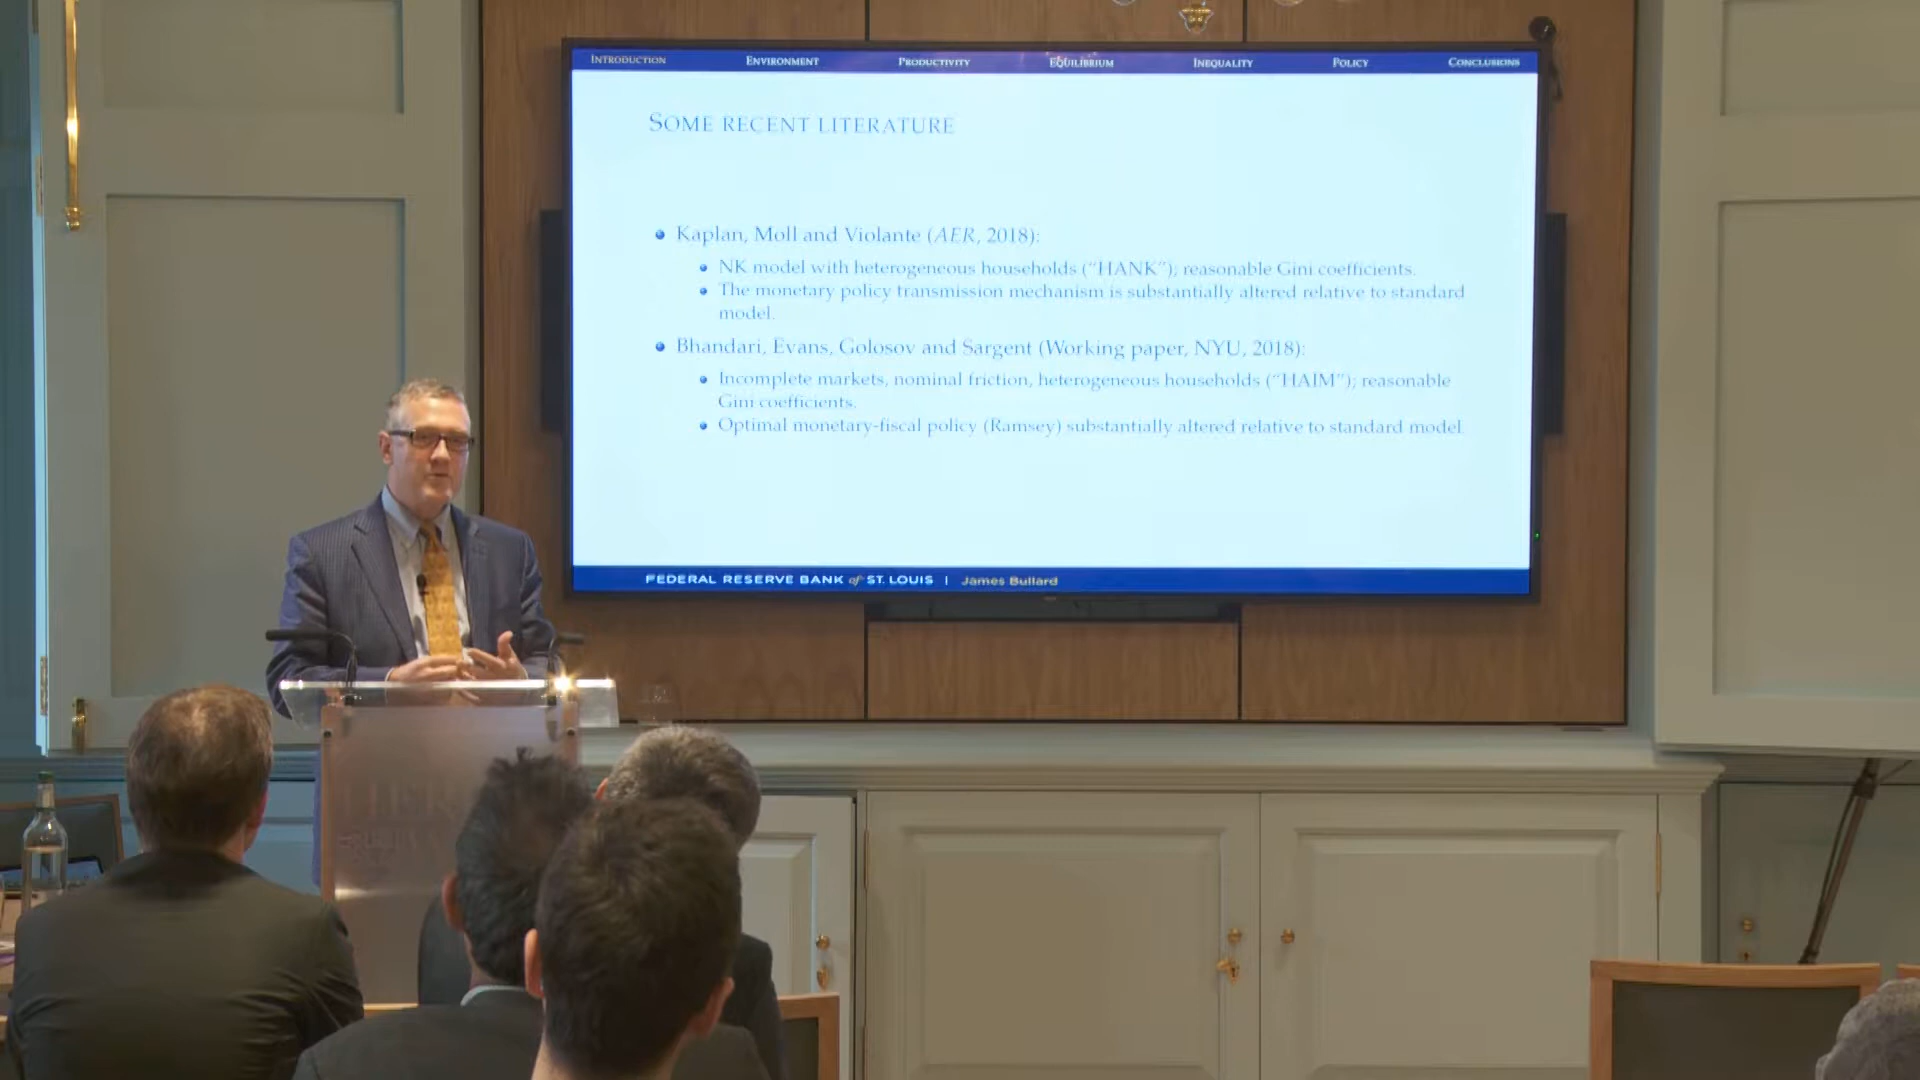 INTRODUCTION ENVIRONMENT PRODUCTIVITY EQUILIBRIUM INEQUALITY POLICY CONCLUSIONS
SOME RECENT LITERATURE
Kaplan, Moll and Violante (AER, 2018):
NK model with heterogeneous households (“HANK”); reasonable Gini coefficients.
The monetary policy transmission mechanism is substantially altered relative to standard
model.
Bhandari, Evans, Golosov and Sargent (Working paper, NYU, 2018):
Incomplete markets, nominal friction, heterogeneous households (“HAIM”); reasonable
Gini coefficients.
Optimal monetary-fiscal policy (Ramsey) substantially altered relative to standard model.
FEDERAL RESERVE BANK of ST. LOUIS | James Bullard